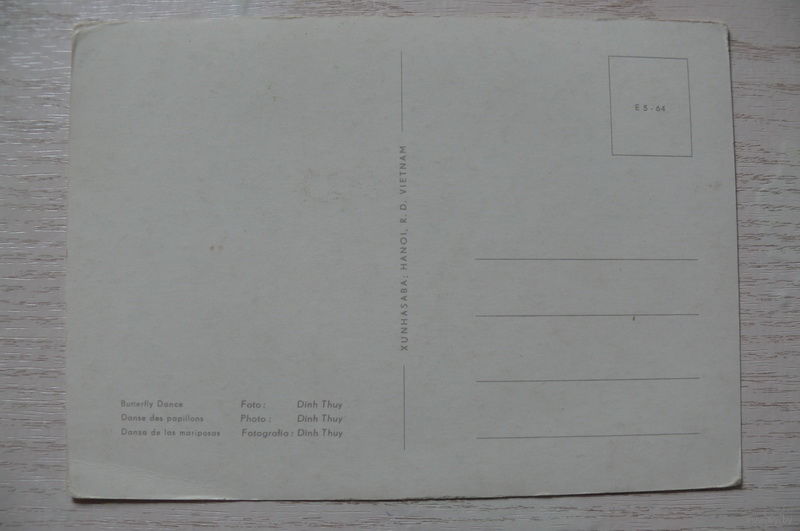 E 5 - 64
XUNHASABA: HANOI, R. D. VIETNAM
Butterfly Dance Foto : Dinh Thuy
Danse des papillons Photo : Dinh Thuy
Danza de las mariposas Fotografia : Dinh Thuy